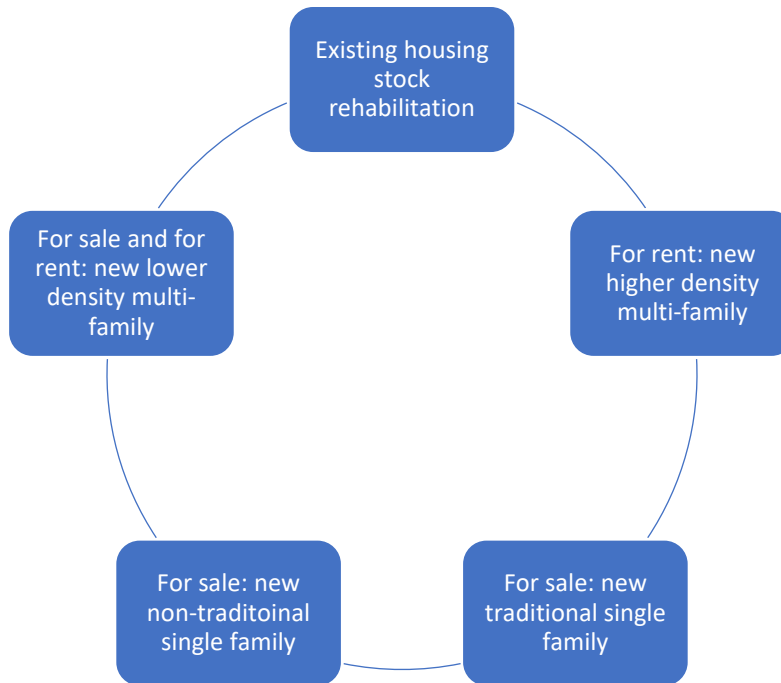 Existing housing
stock
rehabilitation
For sale and for
rent: new lower
density multi-
family
For rent: new
higher density
multi-family
For sale: new
non-traditoinal
single family
For sale: new
traditional single
family